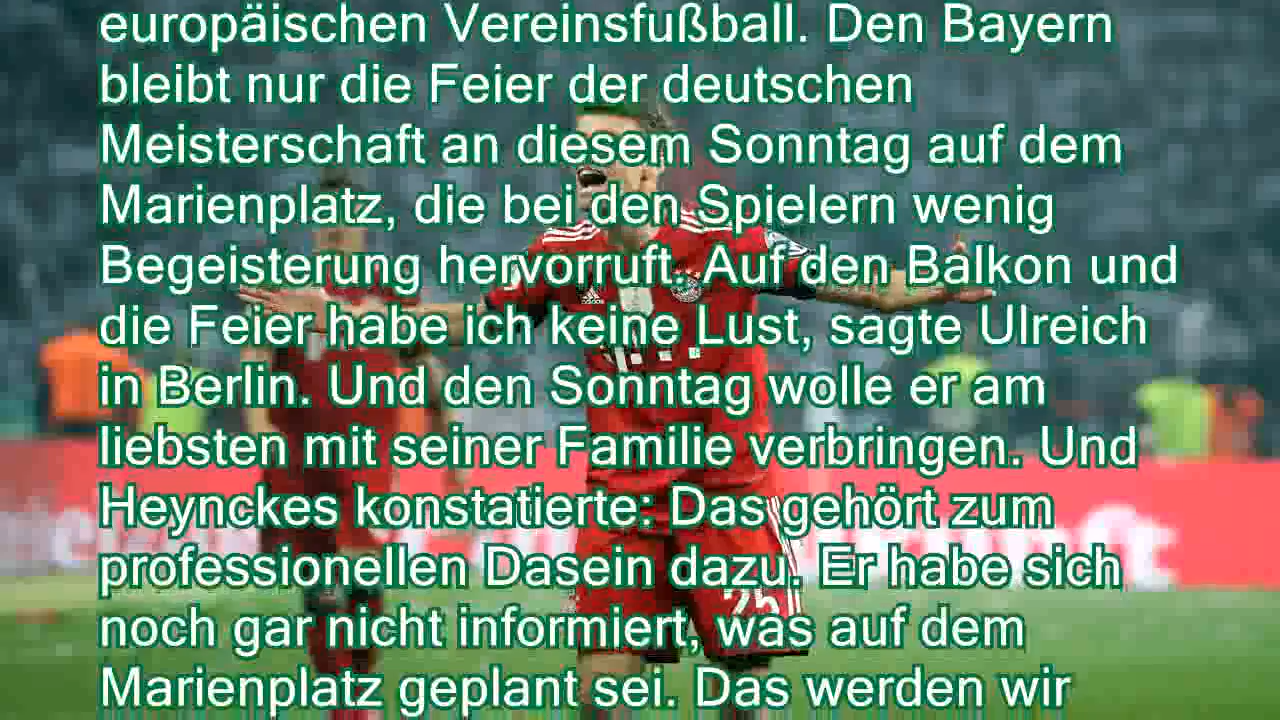 europäischen Vereinsfußball. Den Bayern
bleibt nur die Feier der deutschen
Meisterschaft an diesem Sonntag auf dem
Marienplatz, die bei den Spielern wenig
Begeisterung hervorruft. Auf den Balkon und
die Feier habe ich keine Lust, sagte Ulreich
in Berlin. Und den Sonntag wolle er am
liebsten mit seiner Familie verbringen. Und
Heynckes konstatierte: Das gehört zum
professionellen Dasein dazu. Er habe sich
noch gar nicht informiert, was auf dem
Marienplatz geplant sei. Das werden wir
25